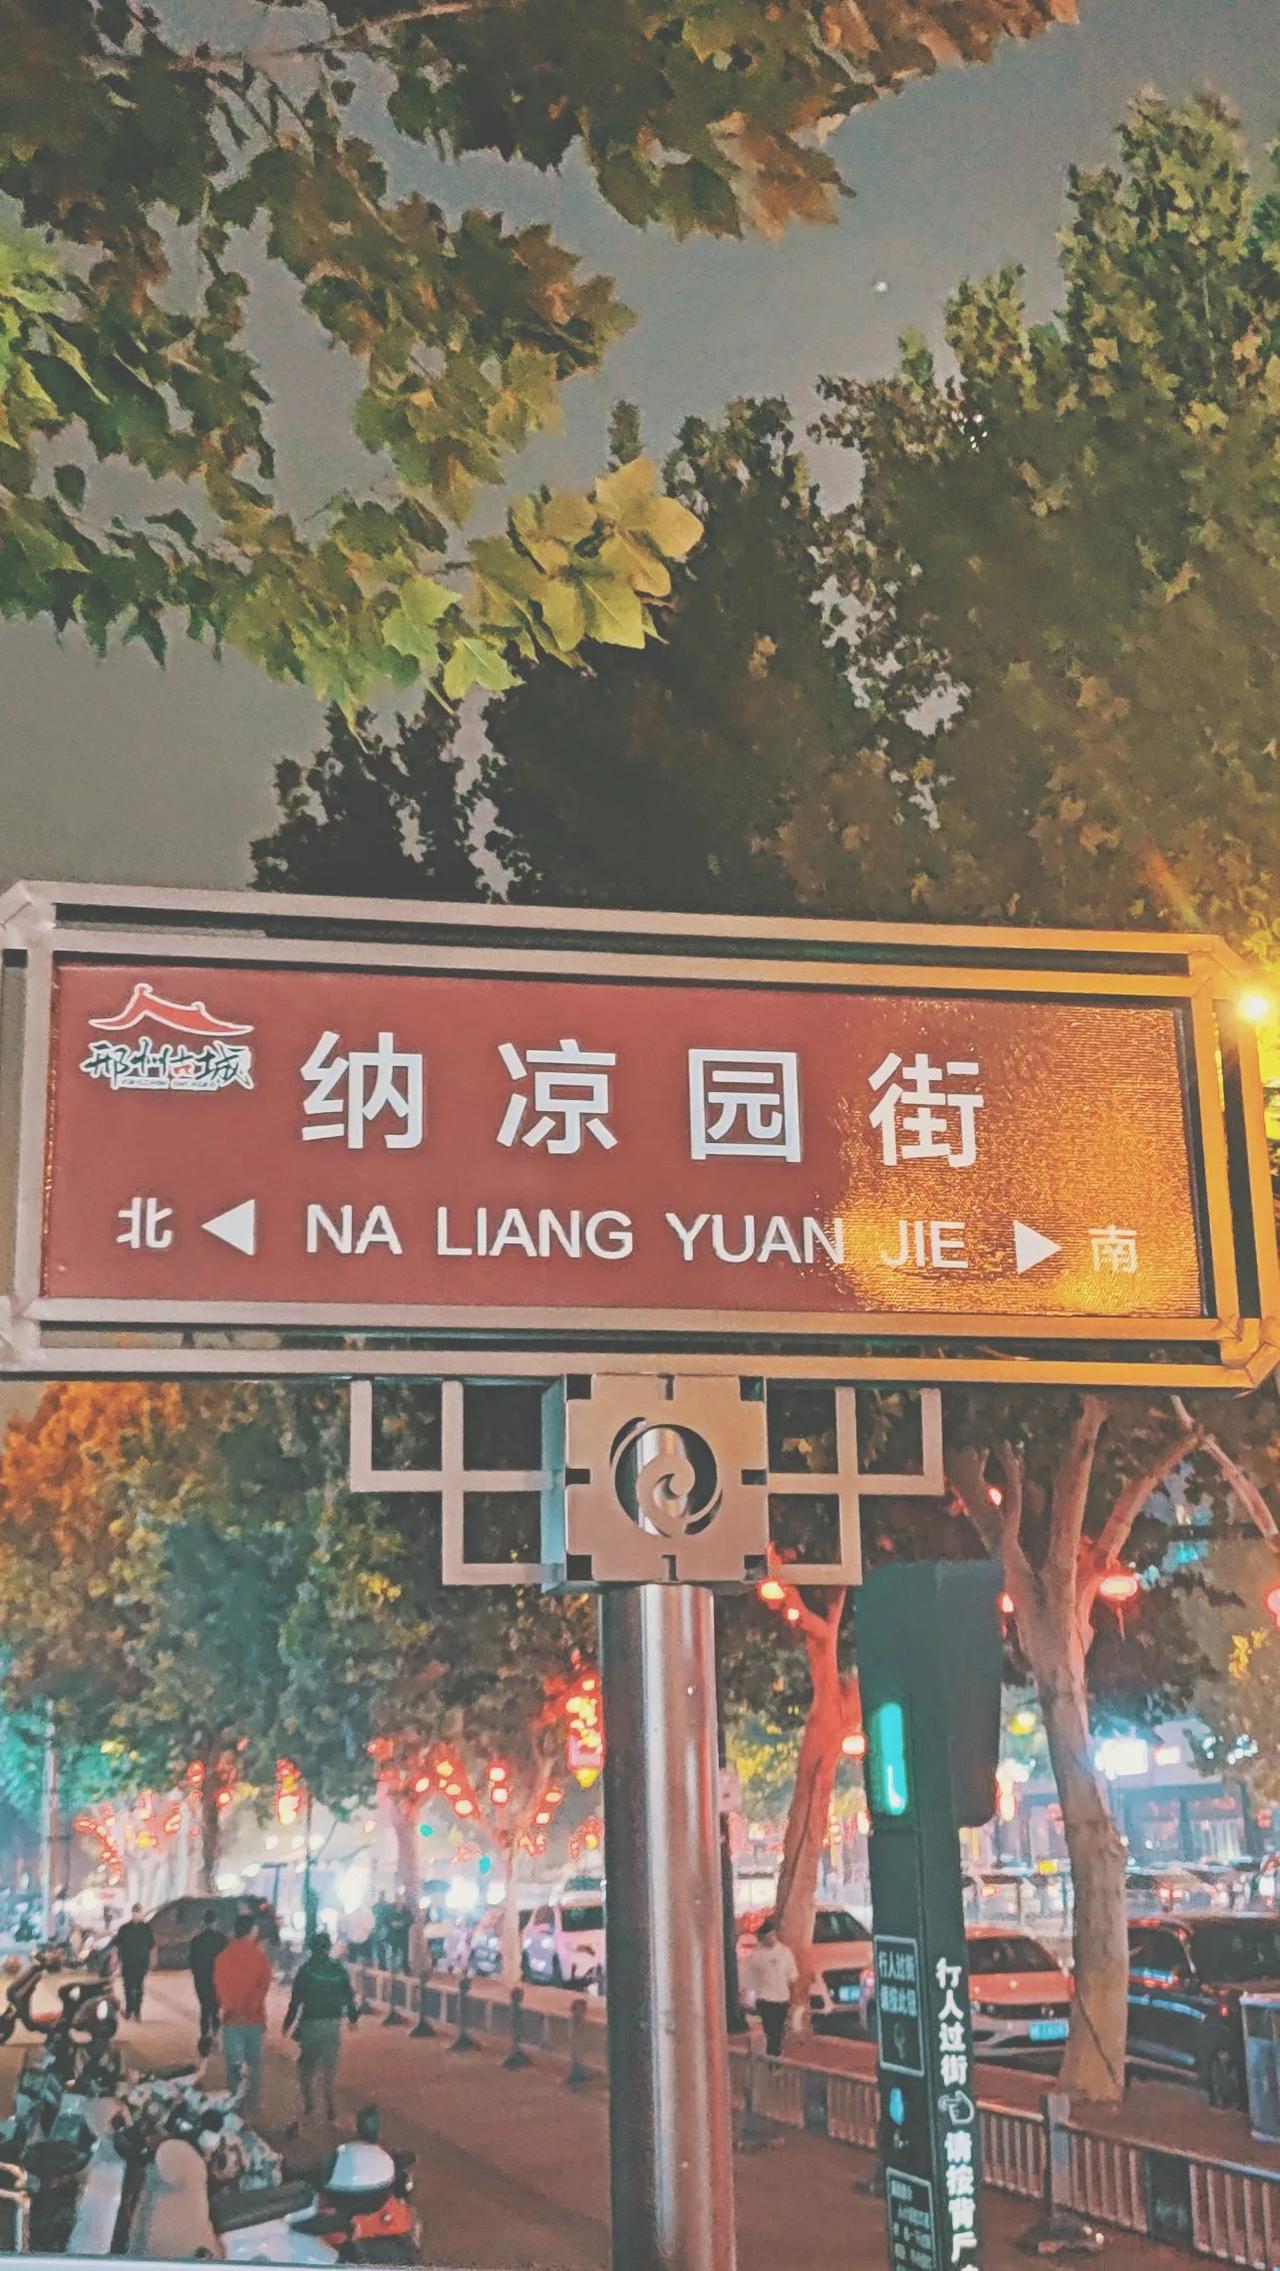 邢州古城
纳凉园街
北 ◀ NA LIANG YUAN JIE ▶ 南
行人过街
请按此钮
行人过街 请按背后